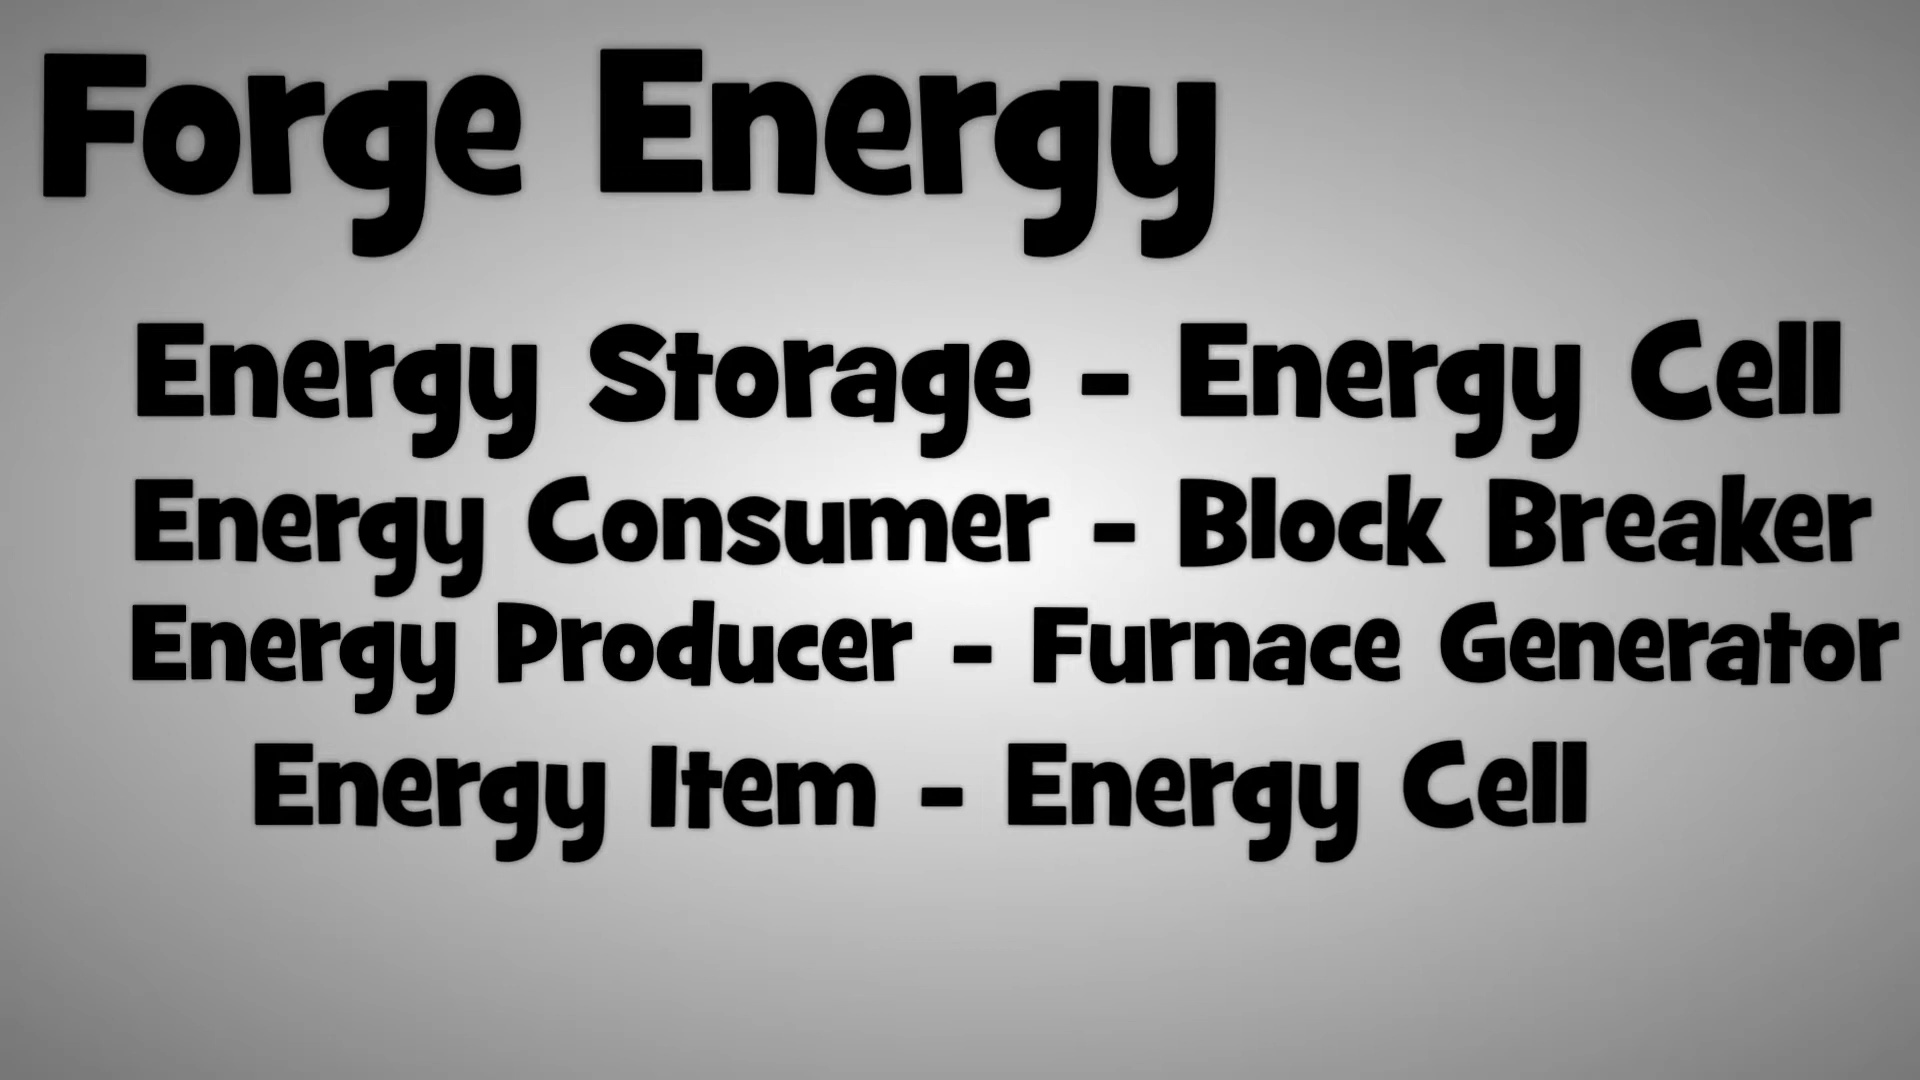 Forge Energy
Energy Storage - Energy Cell
Energy Consumer - Block Breaker
Energy Producer - Furnace Generator
Energy Item - Energy Cell